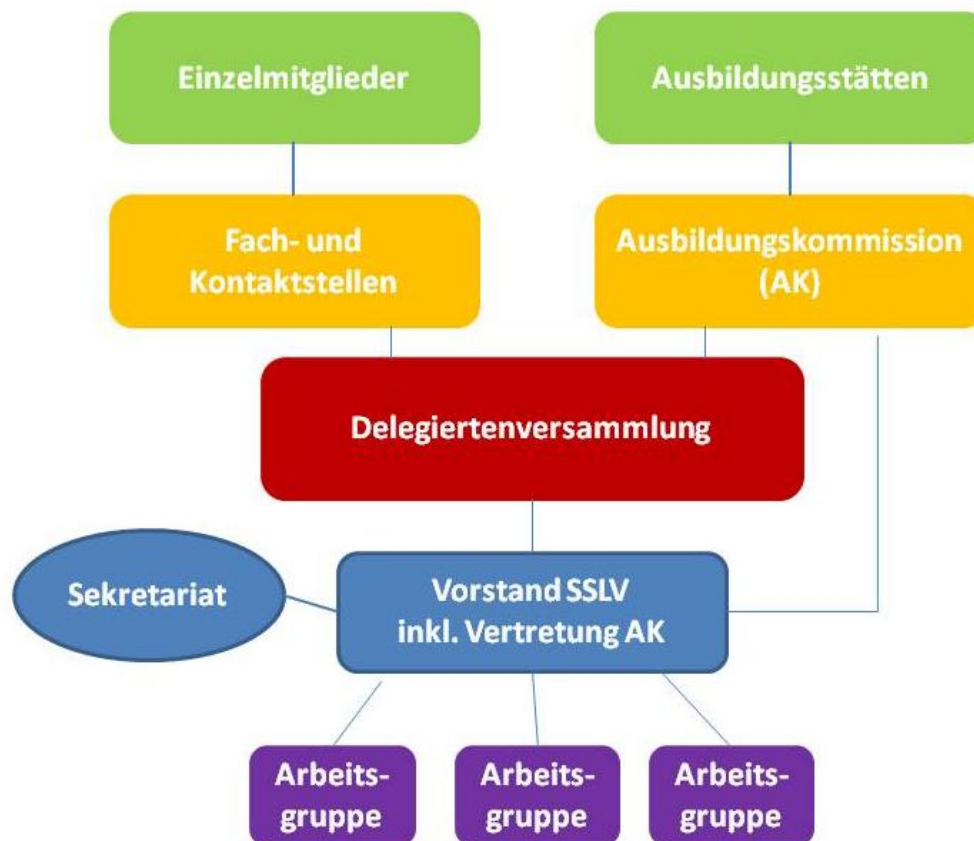 Einzelmitglieder
Ausbildungsstätten
Fach- und
Kontaktstellen
Ausbildungskommission
(AK)
Delegiertenversammlung
Sekretariat
Vorstand SSLV
inkl. Vertretung AK
Arbeits-
gruppe
Arbeits-
gruppe
Arbeits-
gruppe